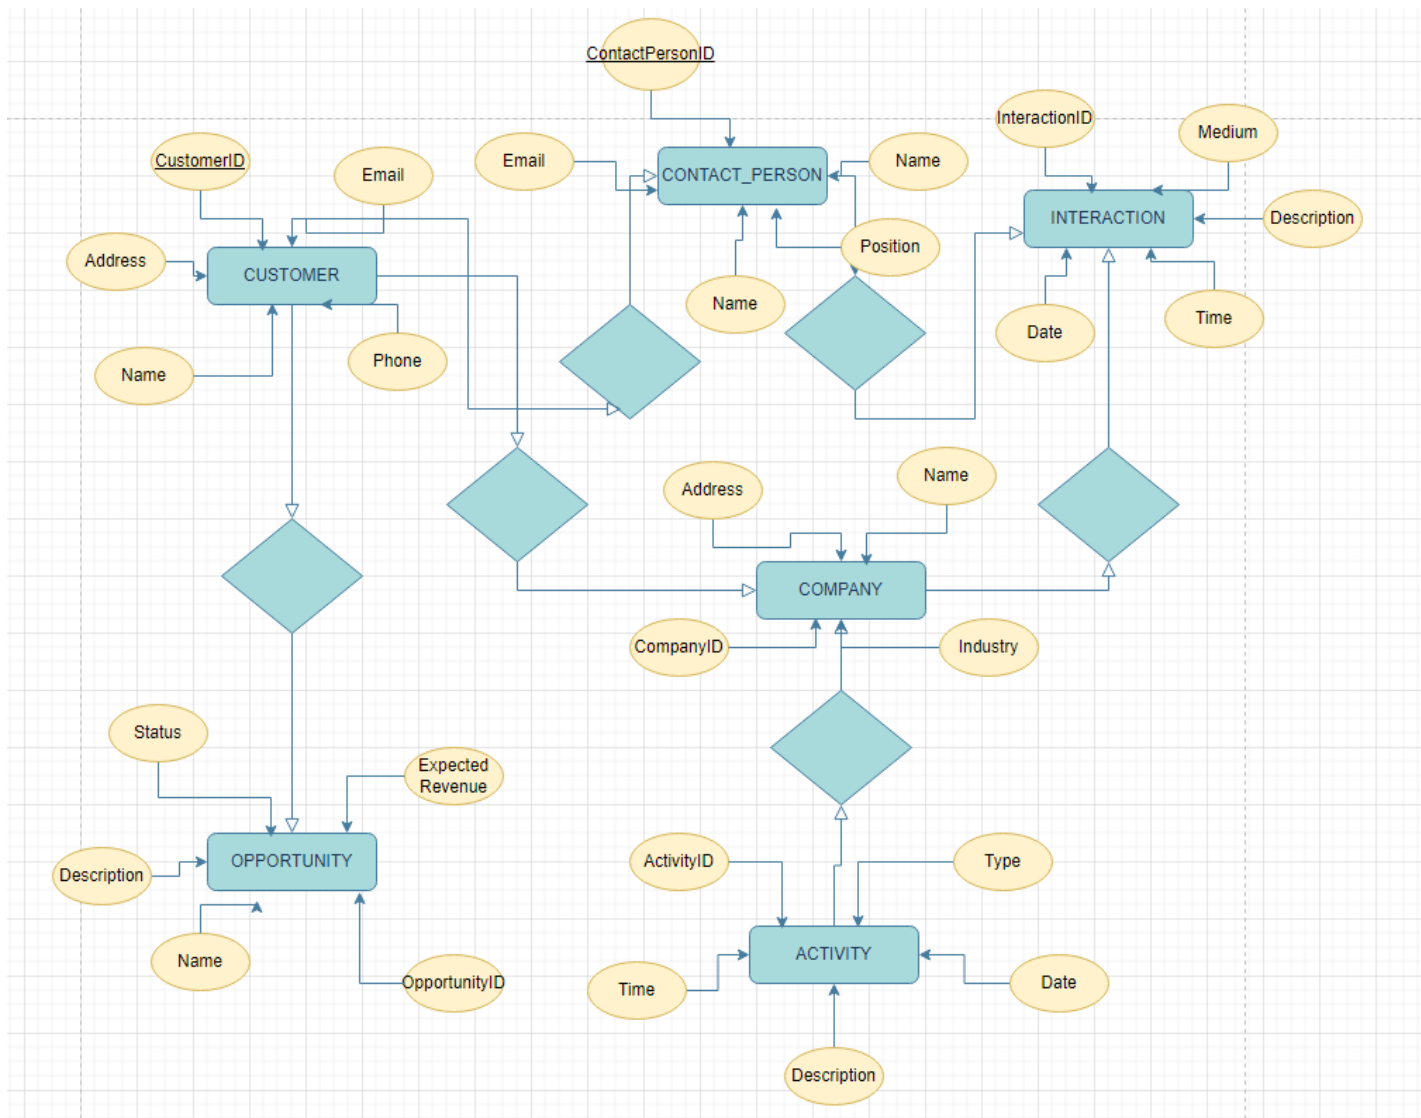 ContactPersonID
InteractionID
Medium
CustomerID
Email
Email
CONTACT_PERSON
Name
INTERACTION
Description
Address
CUSTOMER
Position
Name
Date
Time
Name
Phone
Address
Name
COMPANY
CompanyID
Industry
Status
Expected
Revenue
OPPORTUNITY
Description
Name
OpportunityID
ActivityID
Type
ACTIVITY
Time
Date
Description